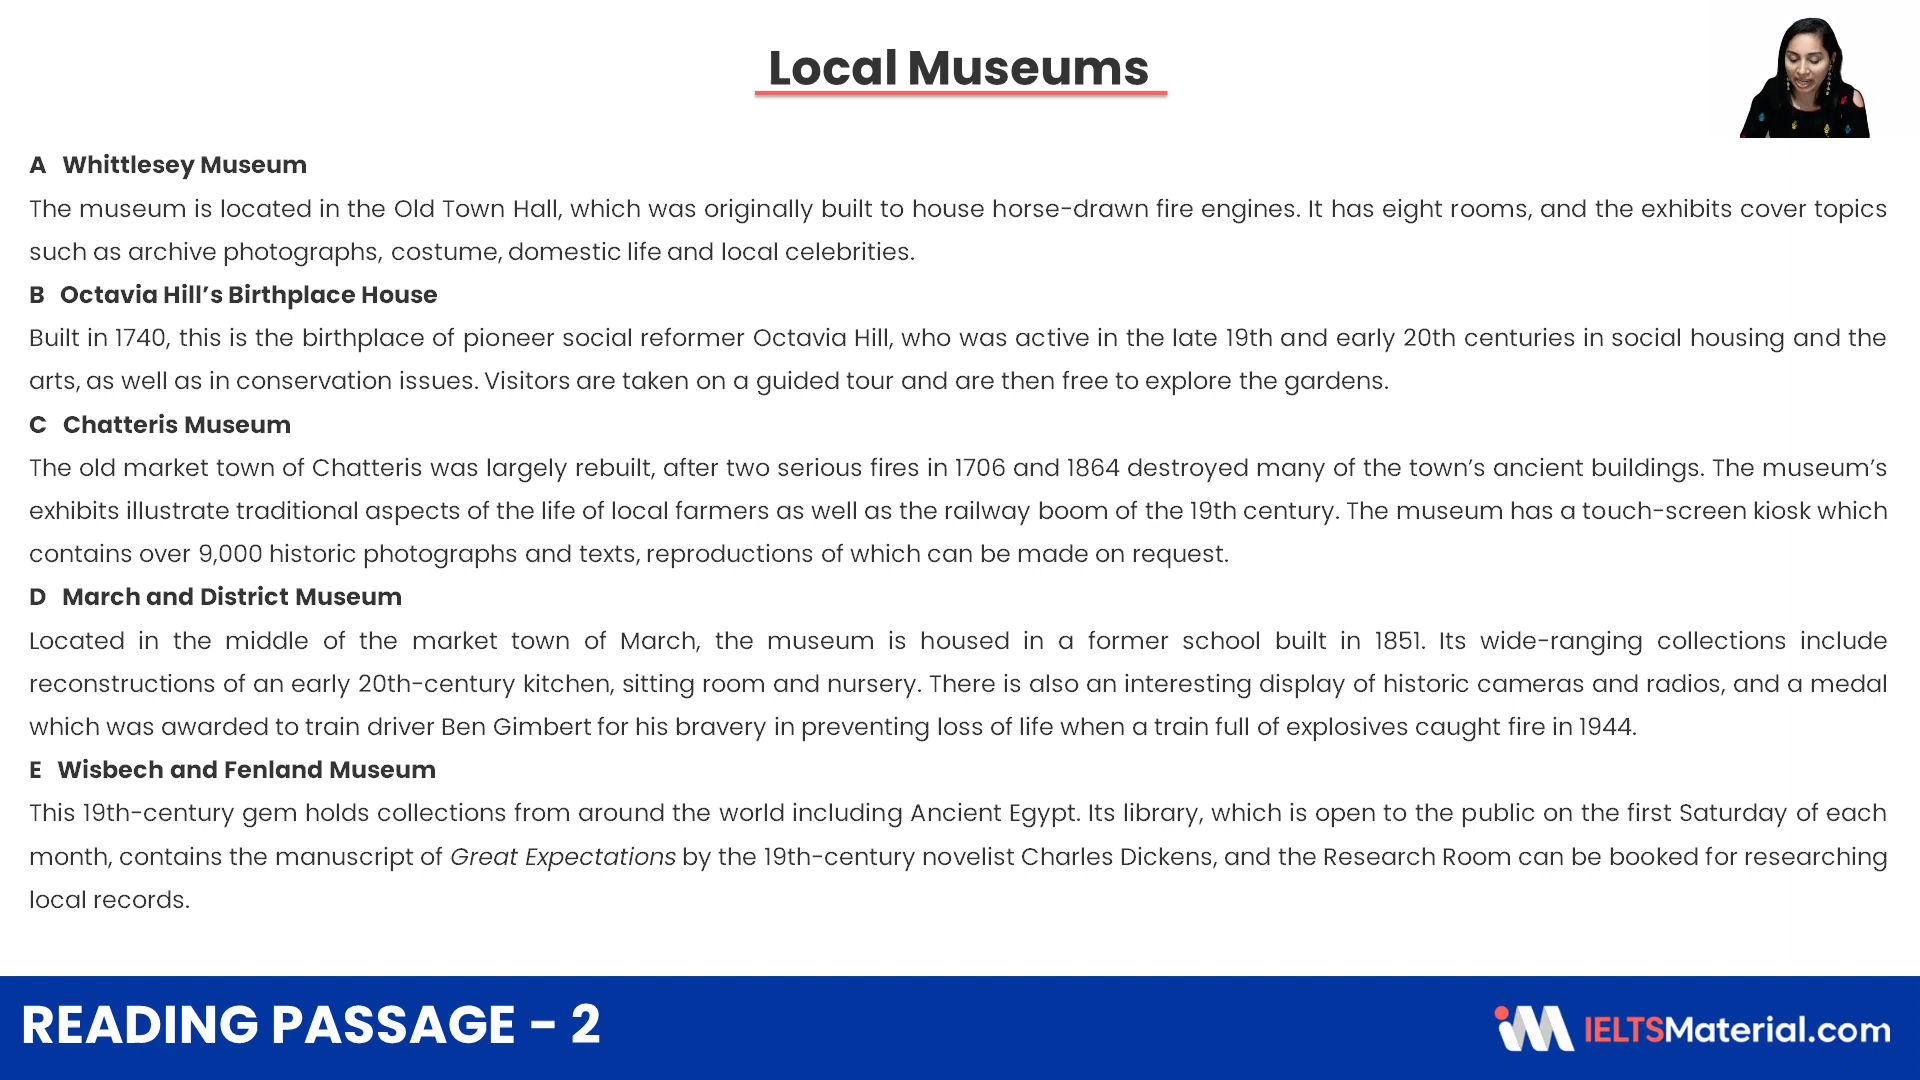 Local Museums
A Whittlesey Museum
The museum is located in the Old Town Hall, which was originally built to house horse-drawn fire engines. It has eight rooms, and the exhibits cover topics
such as archive photographs, costume, domestic life and local celebrities.
B Octavia Hill’s Birthplace House
Built in 1740, this is the birthplace of pioneer social reformer Octavia Hill, who was active in the late 19th and early 20th centuries in social housing and the
arts, as well as in conservation issues. Visitors are taken on a guided tour and are then free to explore the gardens.
C Chatteris Museum
The old market town of Chatteris was largely rebuilt, after two serious fires in 1706 and 1864 destroyed many of the town’s ancient buildings. The museum’s
exhibits illustrate traditional aspects of the life of local farmers as well as the railway boom of the 19th century. The museum has a touch-screen kiosk which
contains over 9,000 historic photographs and texts, reproductions of which can be made on request.
D March and District Museum
Located in the middle of the market town of March, the museum is housed in a former school built in 1851. Its wide-ranging collections include
reconstructions of an early 20th-century kitchen, sitting room and nursery. There is also an interesting display of historic cameras and radios, and a medal
which was awarded to train driver Ben Gimbert for his bravery in preventing loss of life when a train full of explosives caught fire in 1944.
E Wisbech and Fenland Museum
This 19th-century gem holds collections from around the world including Ancient Egypt. Its library, which is open to the public on the first Saturday of each
month, contains the manuscript of Great Expectations by the 19th-century novelist Charles Dickens, and the Research Room can be booked for researching
local records.
READING PASSAGE - 2
iM IELTSMaterial.com